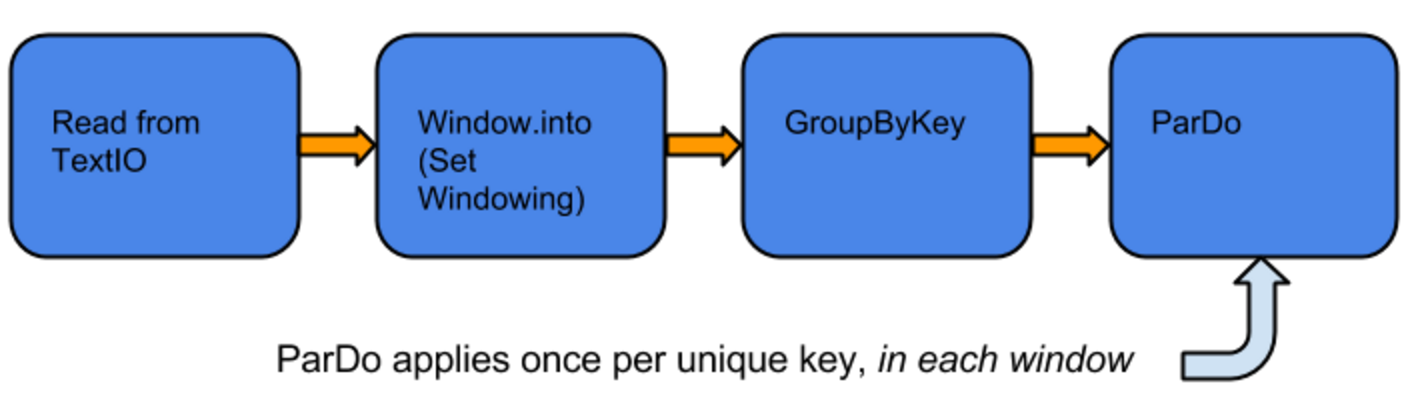 Read from
TextIO
Window.into
(Set
Windowing)
GroupByKey
ParDo
ParDo applies once per unique key, in each window